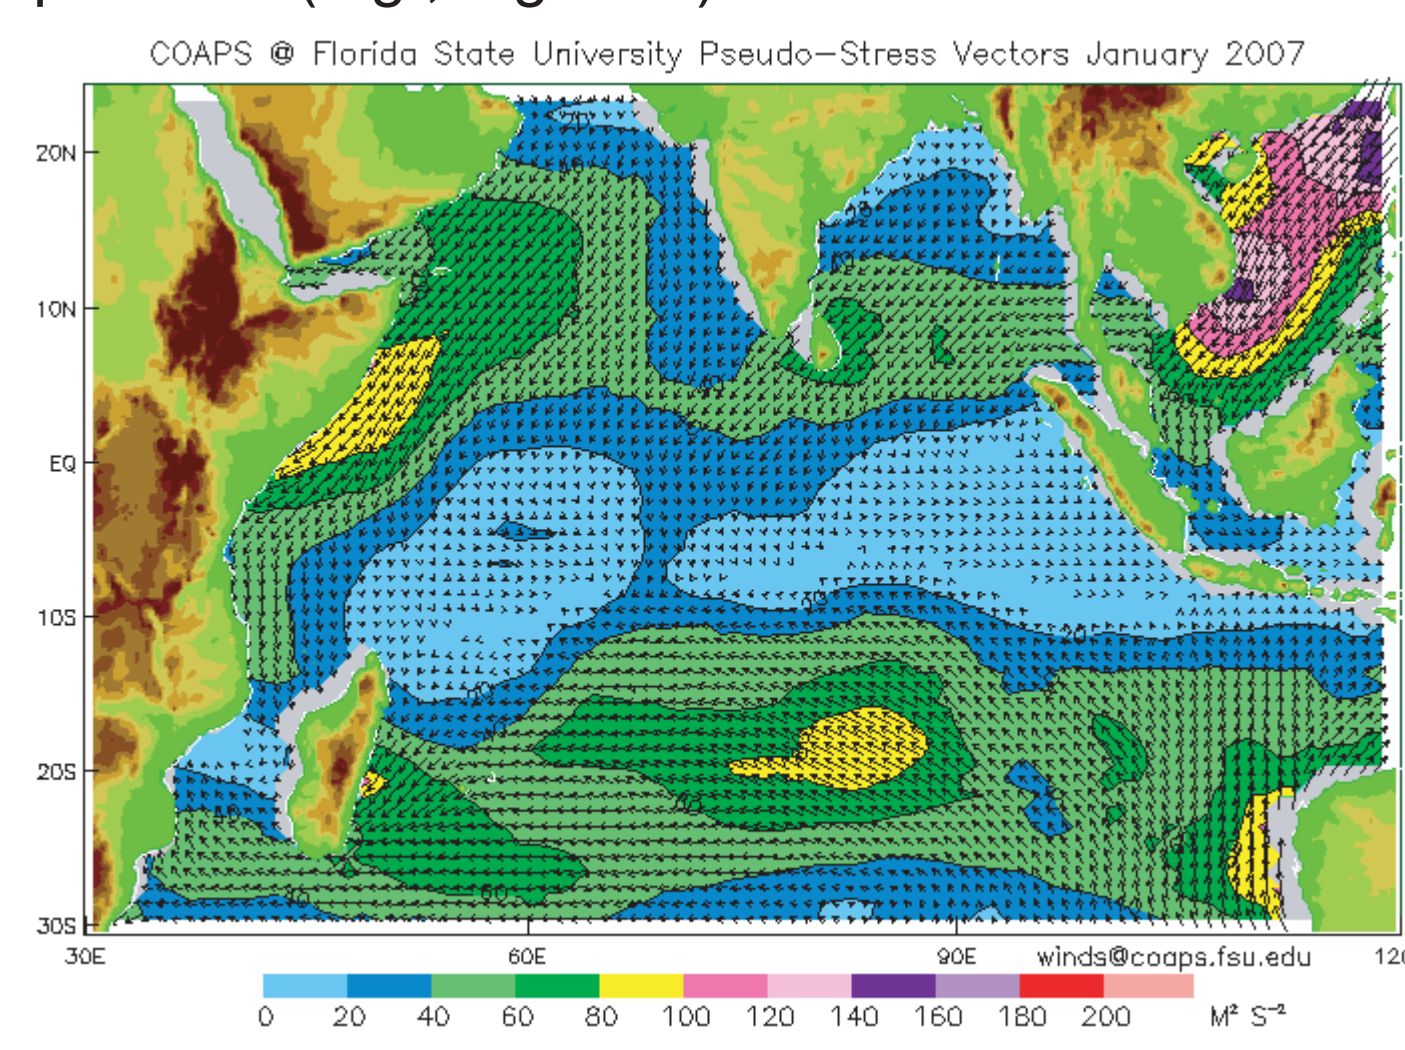 COAPS @ Florida State University Pseudo-Stress Vectors January 2007
20N
10N
EQ
10S
20S
30S
30E 60E 90E winds@coaps.fsu.edu
0 20 40 60 80 100 120 140 160 180 200 M² S⁻²